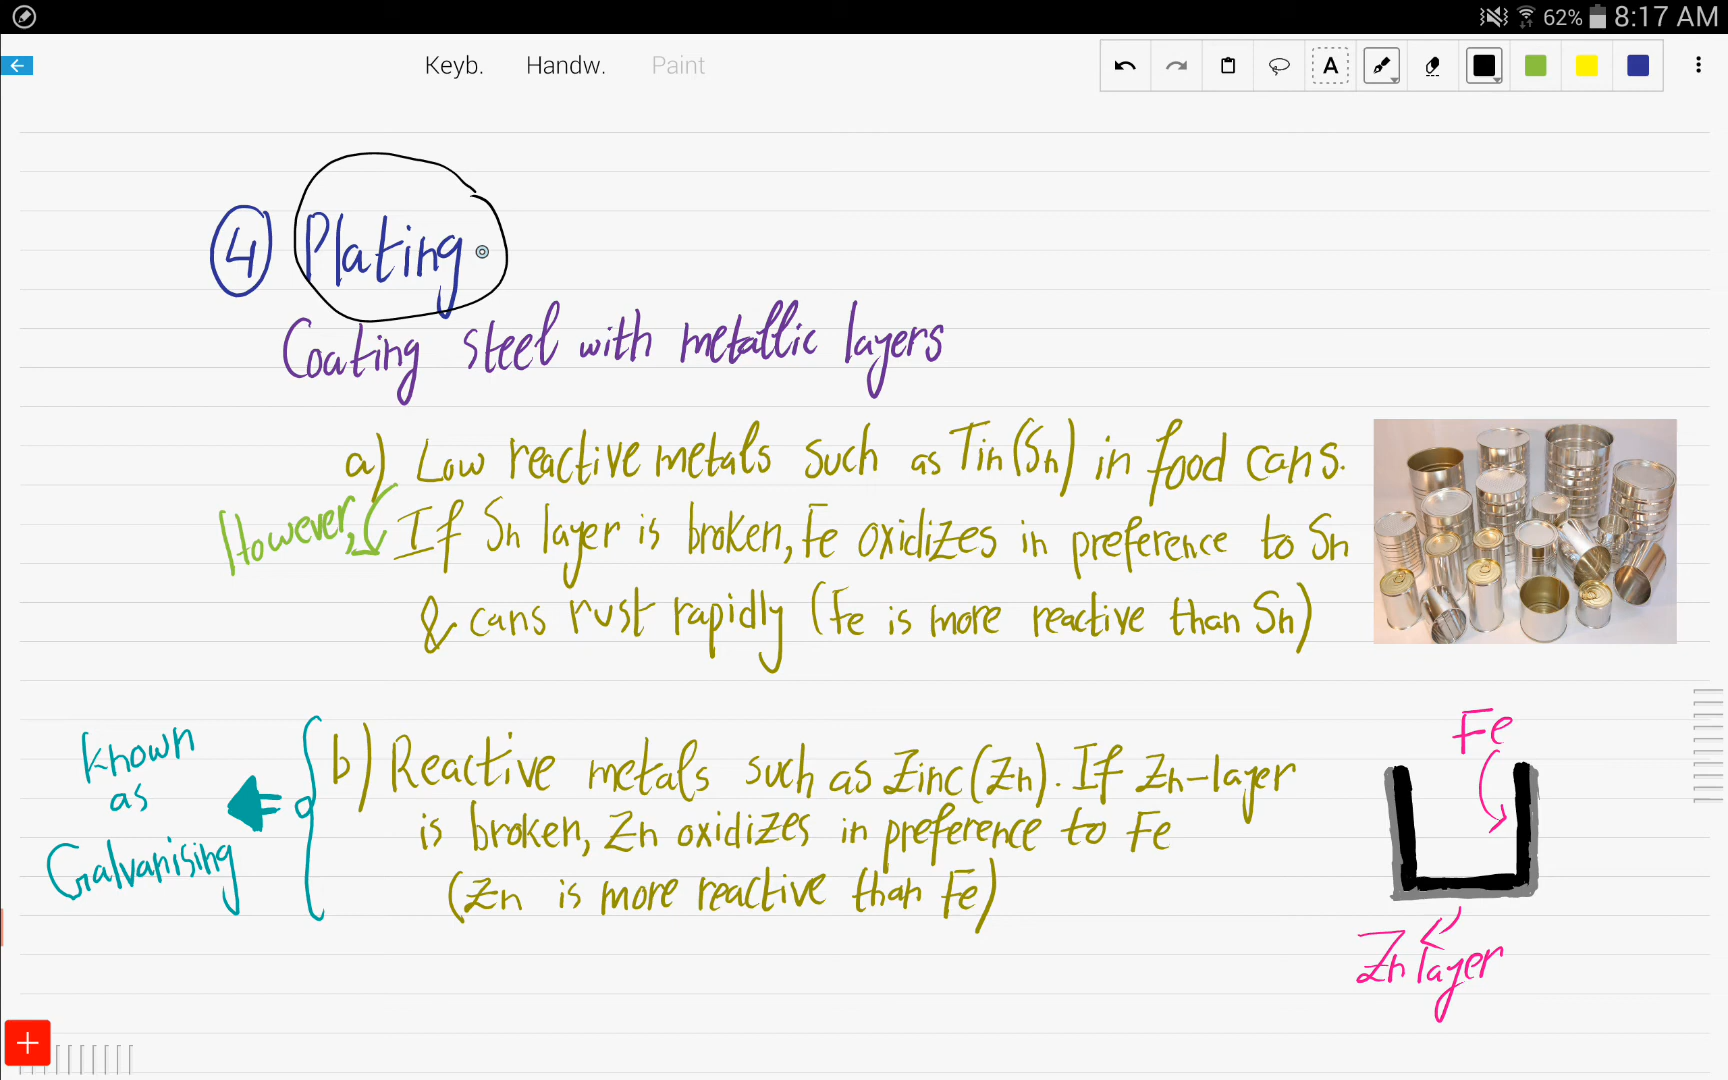 62% 8:17 AM
Keyb. Handw. Paint
A
4 Plating
Coating steel with metallic layers
a) Low reactive metals such as Tin (Sn) in food cans.
However, If Sn layer is broken, Fe oxidizes in preference to Sn
& cans rust rapidly (Fe is more reactive than Sn)
known
as
Galvanising
b) Reactive metals such as Zinc (Zn). If Zn-layer
is broken, Zn oxidizes in preference to Fe
(Zn is more reactive than Fe)
Fe
Zn layer